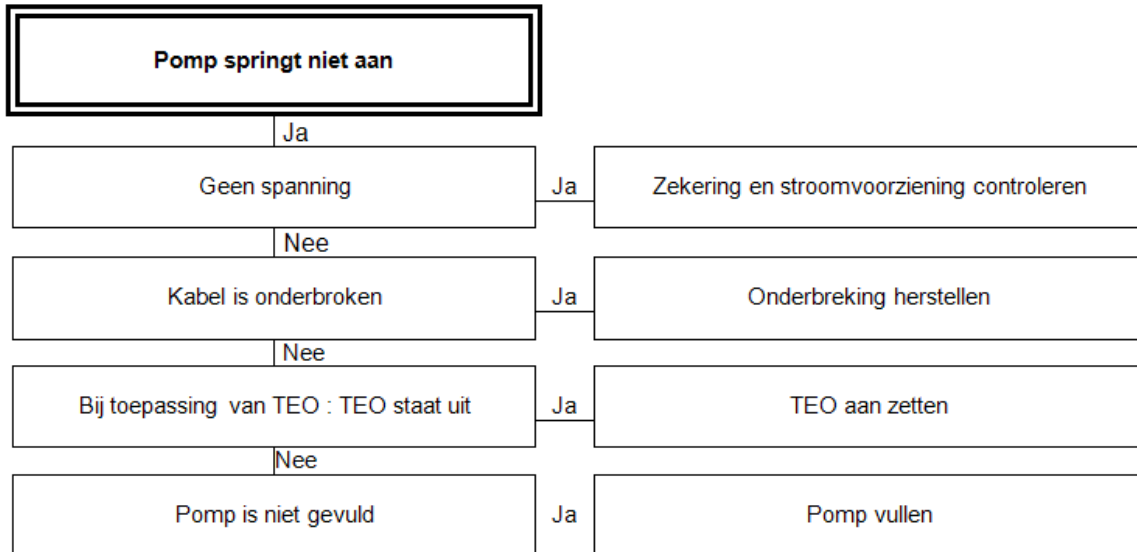 Pomp springt niet aan
Ja
Geen spanning
Ja
Zekering en stroomvoorziening controleren
Nee
Kabel is onderbroken
Ja
Onderbreking herstellen
Nee
Bij toepassing van TEO : TEO staat uit
Ja
TEO aan zetten
Nee
Pomp is niet gevuld
Ja
Pomp vullen